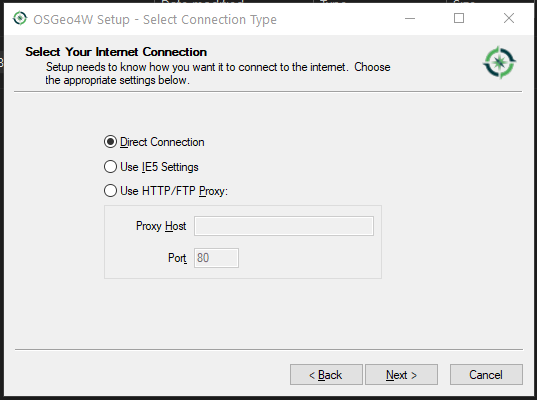 OSGeo4W Setup - Select Connection Type
Select Your Internet Connection
Setup needs to know how you want it to connect to the internet. Choose
the appropriate settings below.
Direct Connection
Use IE5 Settings
Use HTTP/FTP Proxy:
Proxy Host
Port 80
< Back Next > Cancel